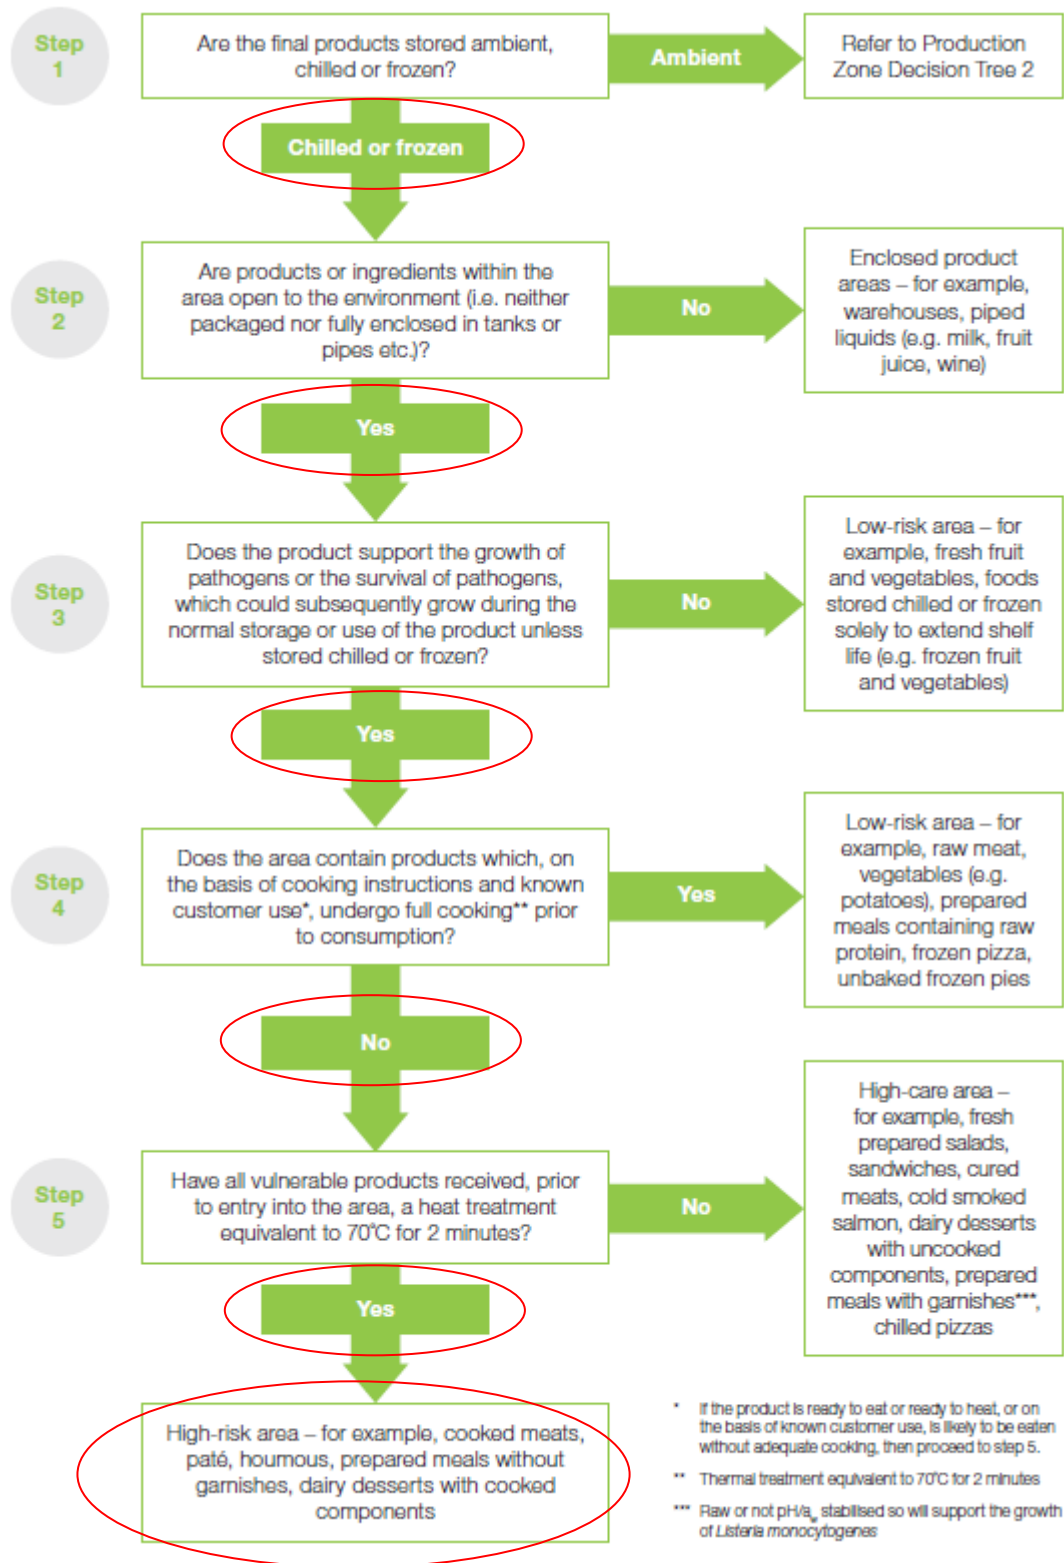 Step
1
Are the final products stored ambient,
chilled or frozen?
Ambient
Refer to Production
Zone Decision Tree 2
Chilled or frozen
Step
2
Are products or ingredients within the
area open to the environment (i.e. neither
packaged nor fully enclosed in tanks or
pipes etc.)?
No
Enclosed product
areas – for example,
warehouses, piped
liquids (e.g. milk, fruit
juice, wine)
Yes
Step
3
Does the product support the growth of
pathogens or the survival of pathogens,
which could subsequently grow during the
normal storage or use of the product unless
stored chilled or frozen?
No
Low-risk area – for
example, fresh fruit
and vegetables, foods
stored chilled or frozen
solely to extend shelf
life (e.g. frozen fruit
and vegetables)
Yes
Step
4
Does the area contain products which, on
the basis of cooking instructions and known
customer use*, undergo full cooking** prior
to consumption?
Yes
Low-risk area – for
example, raw meat,
vegetables (e.g.
potatoes), prepared
meals containing raw
protein, frozen pizza,
unbaked frozen pies
No
Step
5
Have all vulnerable products received, prior
to entry into the area, a heat treatment
equivalent to 70°C for 2 minutes?
No
High-care area –
for example, fresh
prepared salads,
sandwiches, cured
meats, cold smoked
salmon, dairy desserts
with uncooked
components, prepared
meals with garnishes***,
chilled pizzas
Yes
High-risk area – for example, cooked meats,
paté, houmous, prepared meals without
garnishes, dairy desserts with cooked
components
* If the product is ready to eat or ready to heat, or on
the basis of known customer use, is likely to be eaten
without adequate cooking, then proceed to step 5.
** Thermal treatment equivalent to 70°C for 2 minutes
*** Raw or not pH/aw stabilised so will support the growth
of Listeria monocytogenes